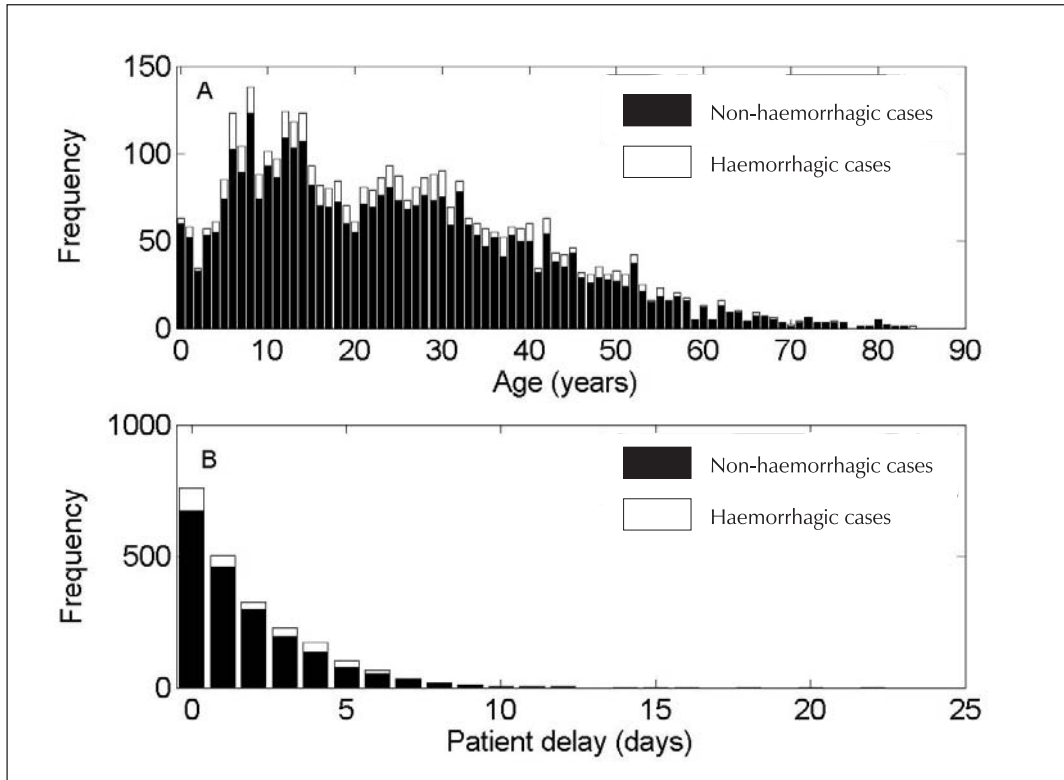 150
A
Non-haemorrhagic cases
100
Haemorrhagic cases
Frequency
50
0
0 10 20 30 40 50 60 70 80 90
Age (years)
1000
B
Non-haemorrhagic cases
Haemorrhagic cases
Frequency
500
0
0 5 10 15 20 25
Patient delay (days)